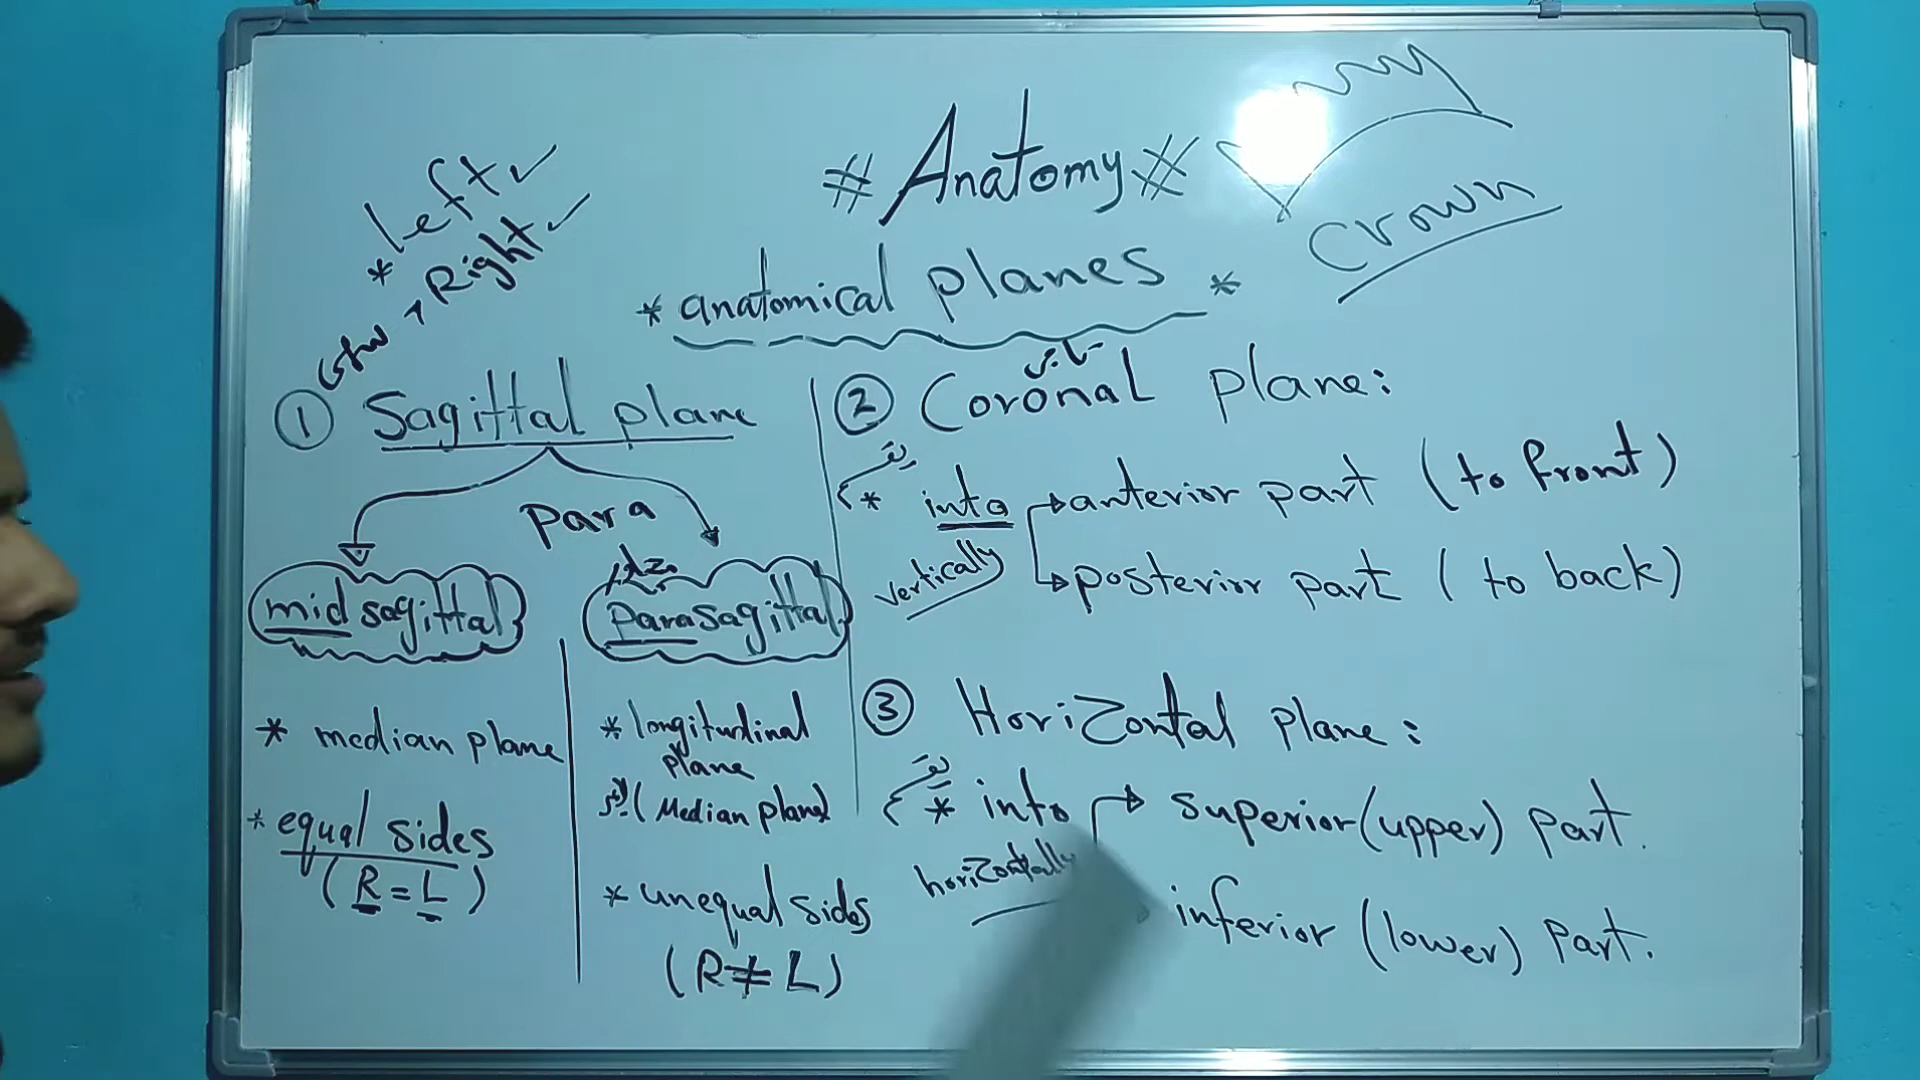 # Anatomy #
Crown
* left ✓
Right ✓
* anatomical planes *
① Sagittal plane
Para
mid sagittal
Parasagittal
* median plane
* equal sides
(R = L)
* longitudinal
plane
(Median plane)
* unequal sides
(R ≠ L)
② Coronal plane:
* into
vertically
anterior part (to front)
posterior part (to back)
③ Horizontal plane:
* into
horizontally
superior (upper) part.
inferior (lower) part.